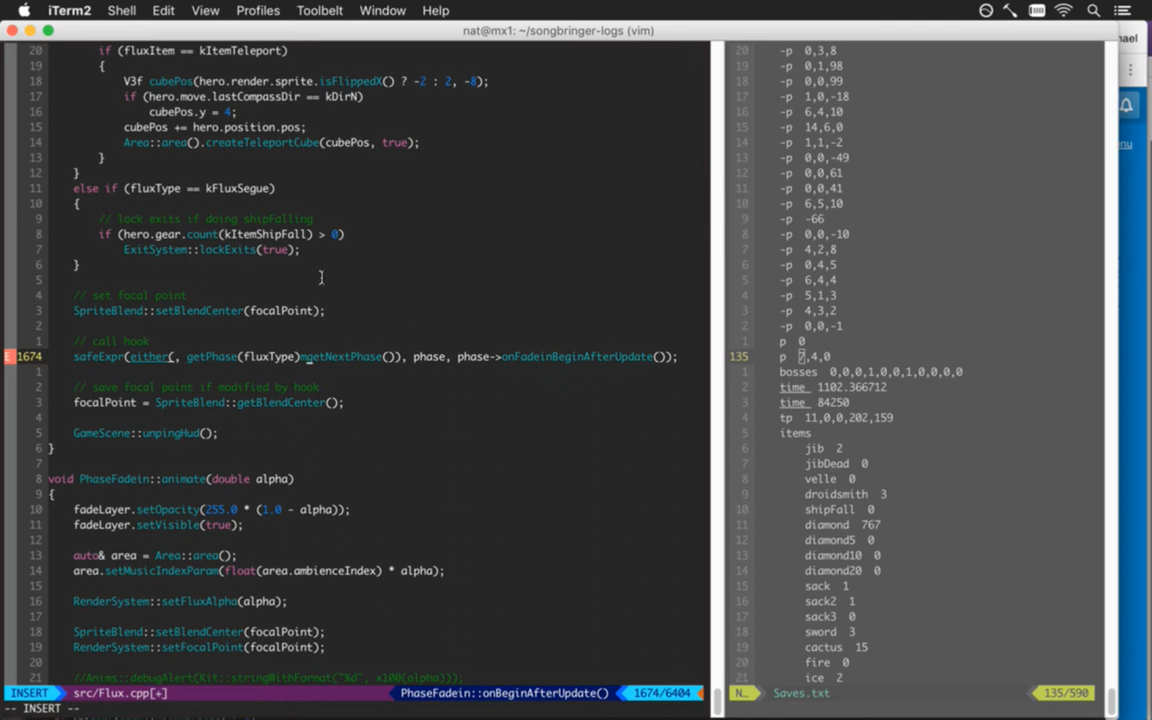 iTerm2 Shell Edit View Profiles Toolbelt Window Help
nat@mx1: ~/songbringer-logs (vim)
20 if (fluxItem == kItemTeleport)
19 {
18 V3f cubePos(hero.render.sprite.isFlippedX() ? -2 : 2, -8);
17 if (hero.move.lastCompassDir == kDirN)
16 cubePos.y = 4;
15 cubePos += hero.position.pos;
14 Area::area().createTeleportCube(cubePos, true);
13 }
12 }
11 else if (fluxType == kFluxSegue)
10 {
9 // lock exits if doing shipFalling
8 if (hero.gear.count(kItemShipFall) > 0)
7 ExitSystem::lockExits(true);
6 }
5
4 // set focal point
3 SpriteBlend::setBlendCenter(focalPoint);
2
1 // call hook
E 1674 safeExpr(either(, getPhase(fluxType)mgetNextPhase()), phase, phase->onFadeinBeginAfterUpdate());
1
2 // save focal point if modified by hook
3 focalPoint = SpriteBlend::getBlendCenter();
4
5 GameScene::unpingHud();
6 }
7
8 void PhaseFadein::animate(double alpha)
9 {
10 fadeLayer.setOpacity(255.0 * (1.0 - alpha));
11 fadeLayer.setVisible(true);
12
13 auto& area = Area::area();
14 area.setMusicIndexParam(float(area.ambienceIndex) * alpha);
15
16 RenderSystem::setFluxAlpha(alpha);
17
18 SpriteBlend::setBlendCenter(focalPoint);
19 RenderSystem::setFocalPoint(focalPoint);
20
21 //Anims::debugAlert(Kit::stringWithFormat("%d", x100(alpha)));
INSERT src/Flux.cpp[+] PhaseFadein::onBeginAfterUpdate() 1674/6404
-- INSERT --
20 -p 0,3,8
19 -p 0,1,98
18 -p 0,0,99
17 -p 1,0,-18
16 -p 6,4,10
15 -p 14,6,0
14 -p 1,1,-2
13 -p 0,0,-49
12 -p 0,0,61
11 -p 0,0,41
10 -p 6,5,10
9 -p -66
8 -p 0,0,-10
7 -p 4,2,8
6 -p 0,4,5
5 -p 6,4,4
4 -p 5,1,3
3 -p 4,3,2
2 -p 0,0,-1
1 p 0
135 p 7,4,0
1 bosses 0,0,0,1,0,0,1,0,0,0,0
2 time 1102.366712
3 time 84250
4 tp 11,0,0,202,159
5 items
6 jib 2
7 jibDead 0
8 velle 0
9 droidsmith 3
10 shipFall 0
11 diamond 767
12 diamond5 0
13 diamond10 0
14 diamond20 0
15 sack 1
16 sack2 1
17 sack3 0
18 sword 3
19 cactus 15
20 fire 0
21 ice 2
N… Saves.txt 135/590
ael
nu